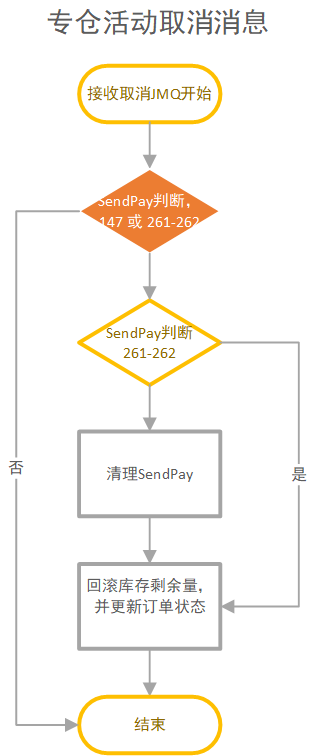 专仓活动取消消息
接收取消JMQ开始
SendPay判断，
147 或 261-262
SendPay判断
261-262
清理SendPay
否
是
回滚库存剩余量，
并更新订单状态
结束